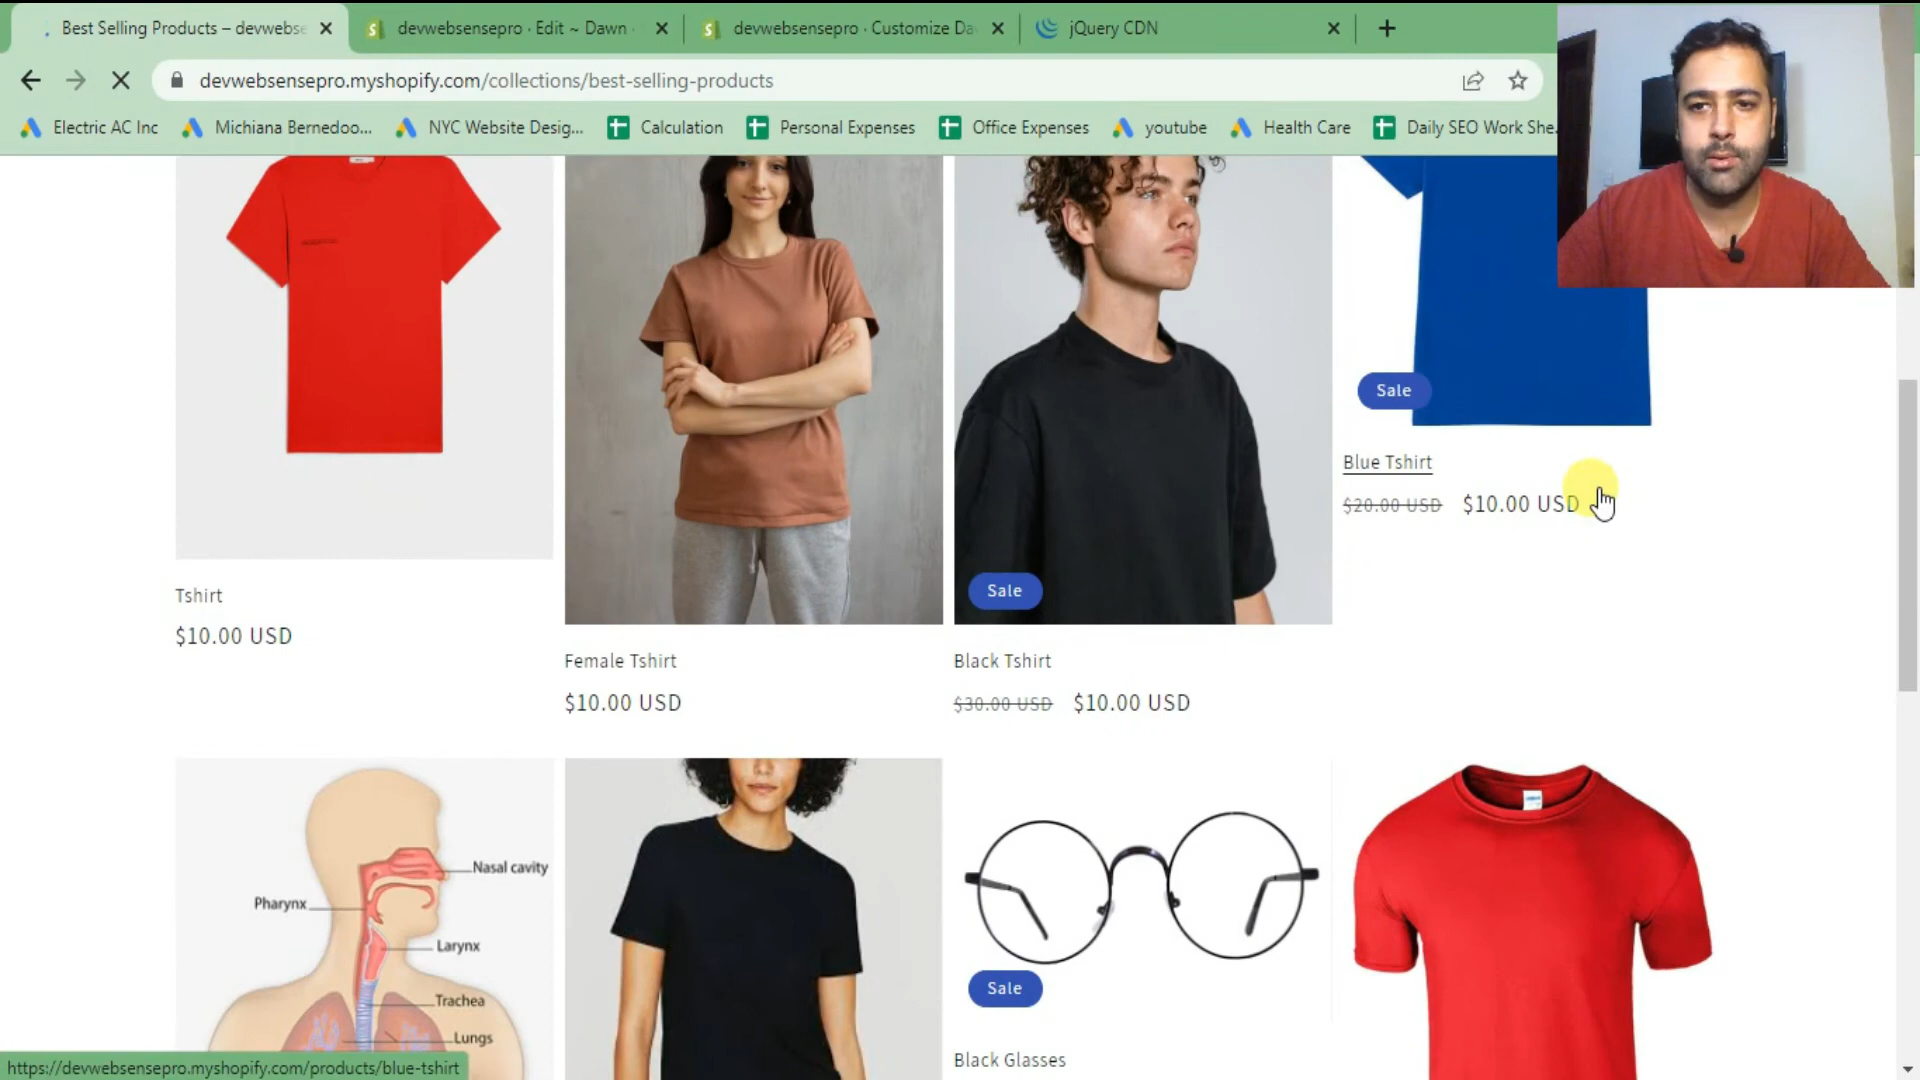 Best Selling Products – devwebse
devwebsensepro · Edit ~ Dawn ·
devwebsensepro · Customize Da
jQuery CDN
devwebsensepro.myshopify.com/collections/best-selling-products
Electric AC Inc
Michiana Bernedoo...
NYC Website Desig...
Calculation
Personal Expenses
Office Expenses
youtube
Health Care
Daily SEO Work She.
Sale
Blue Tshirt
$20.00 USD $10.00 USD
Sale
Tshirt
$10.00 USD
Female Tshirt
$10.00 USD
Black Tshirt
$30.00 USD $10.00 USD
Nasal cavity
Pharynx
Larynx
Trachea
Lungs
Sale
Black Glasses
https://devwebsensepro.myshopify.com/products/blue-tshirt